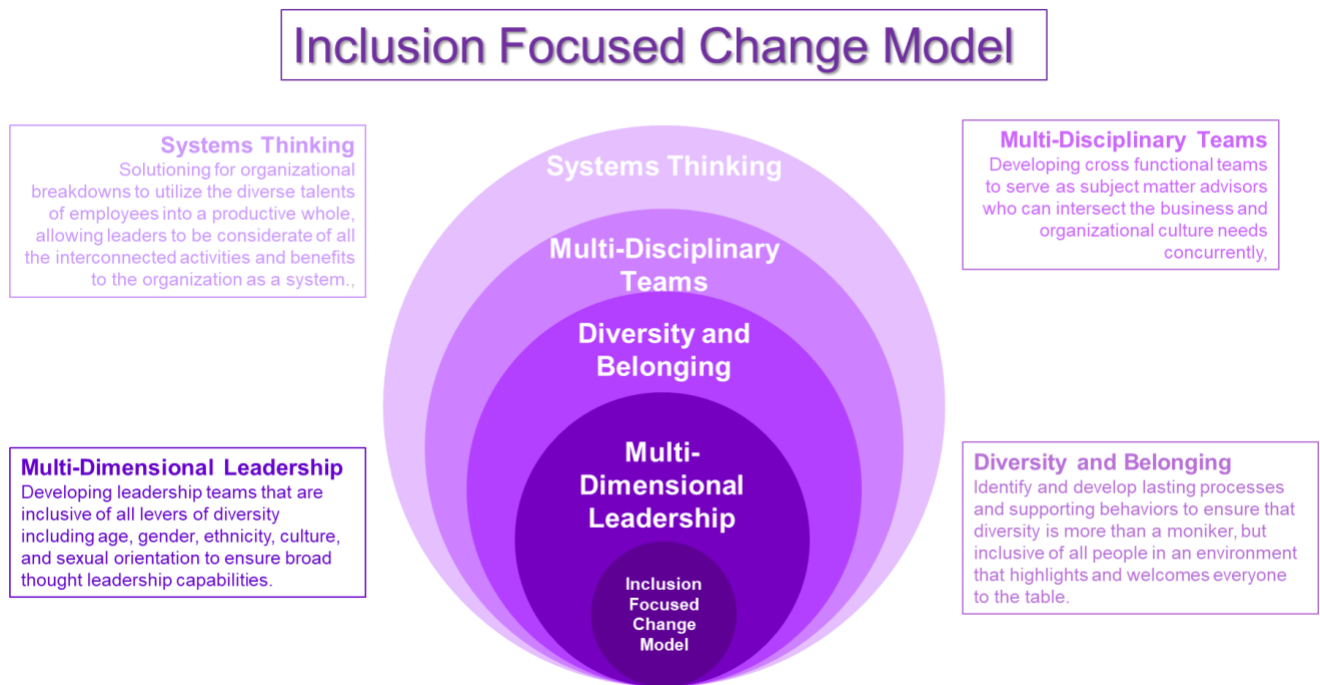 Inclusion Focused Change Model
Systems Thinking
Solutioning for organizational
breakdowns to utilize the diverse talents
of employees into a productive whole,
allowing leaders to be considerate of all
the interconnected activities and benefits
to the organization as a system.,
Multi-Disciplinary Teams
Developing cross functional teams
to serve as subject matter advisors
who can intersect the business and
organizational culture needs
concurrently,
Systems Thinking
Multi-Disciplinary
Teams
Diversity and
Belonging
Multi-
Dimensional
Leadership
Inclusion
Focused
Change
Model
Multi-Dimensional Leadership
Developing leadership teams that are
inclusive of all levers of diversity
including age, gender, ethnicity, culture,
and sexual orientation to ensure broad
thought leadership capabilities.
Diversity and Belonging
Identify and develop lasting processes
and supporting behaviors to ensure that
diversity is more than a moniker, but
inclusive of all people in an environment
that highlights and welcomes everyone
to the table.